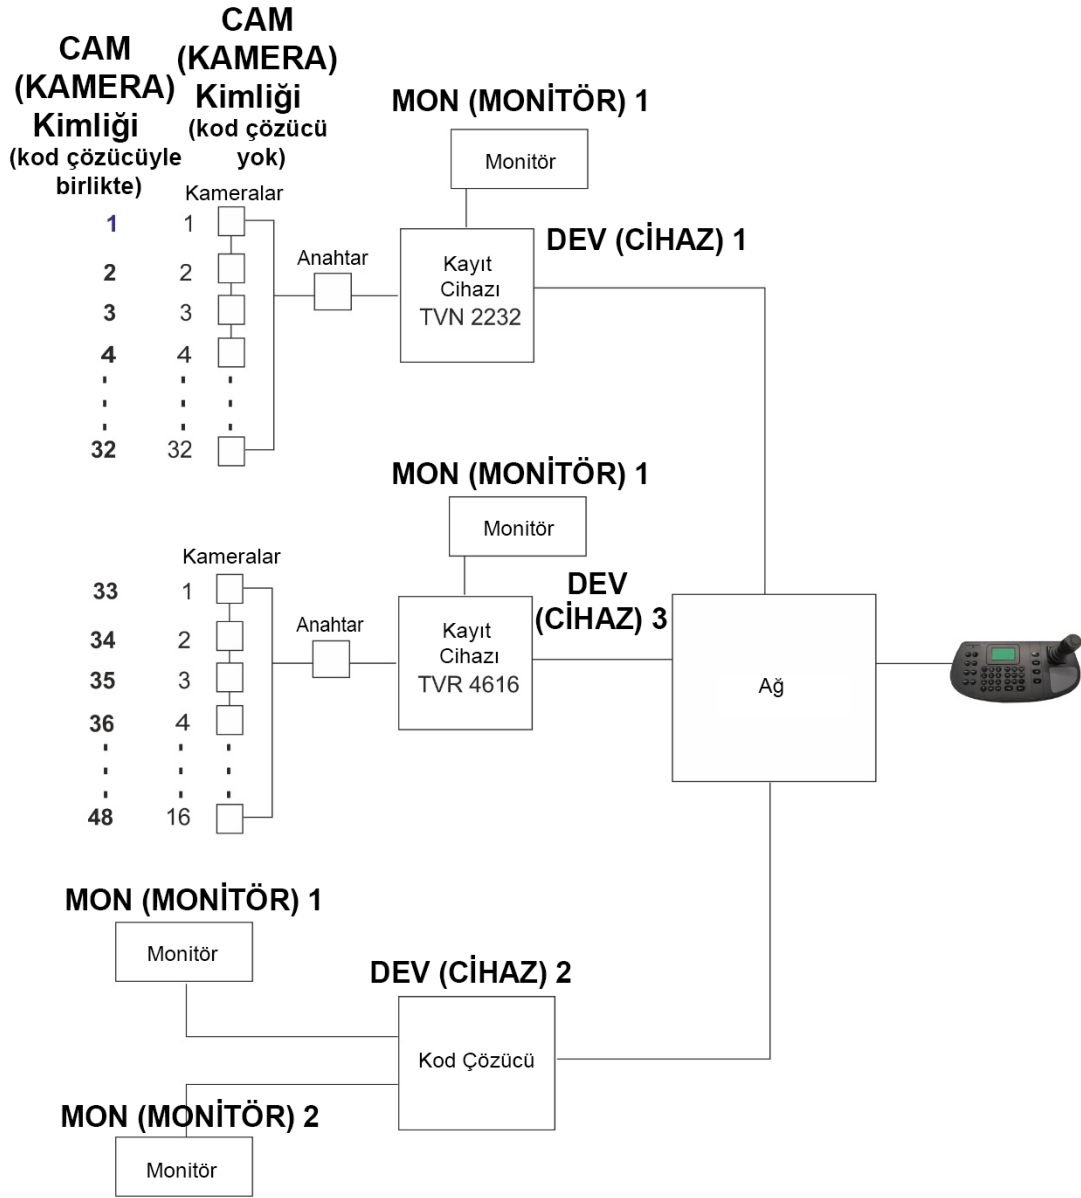 CAM
(KAMERA)
Kimliği
(kod çözücüyle
birlikte)
CAM
(KAMERA)
Kimliği
(kod çözücü
yok)
Kameralar
1 1
2 2
3 3
4 4
32 32
Anahtar
MON (MONİTÖR) 1
Monitör
DEV (CİHAZ) 1
Kayıt
Cihazı
TVN 2232
MON (MONİTÖR) 1
Monitör
Kameralar
33 1
34 2
35 3
36 4
48 16
Anahtar
DEV
(CİHAZ) 3
Kayıt
Cihazı
TVR 4616
Ağ
MON (MONİTÖR) 1
Monitör
DEV (CİHAZ) 2
Kod Çözücü
MON (MONİTÖR) 2
Monitör